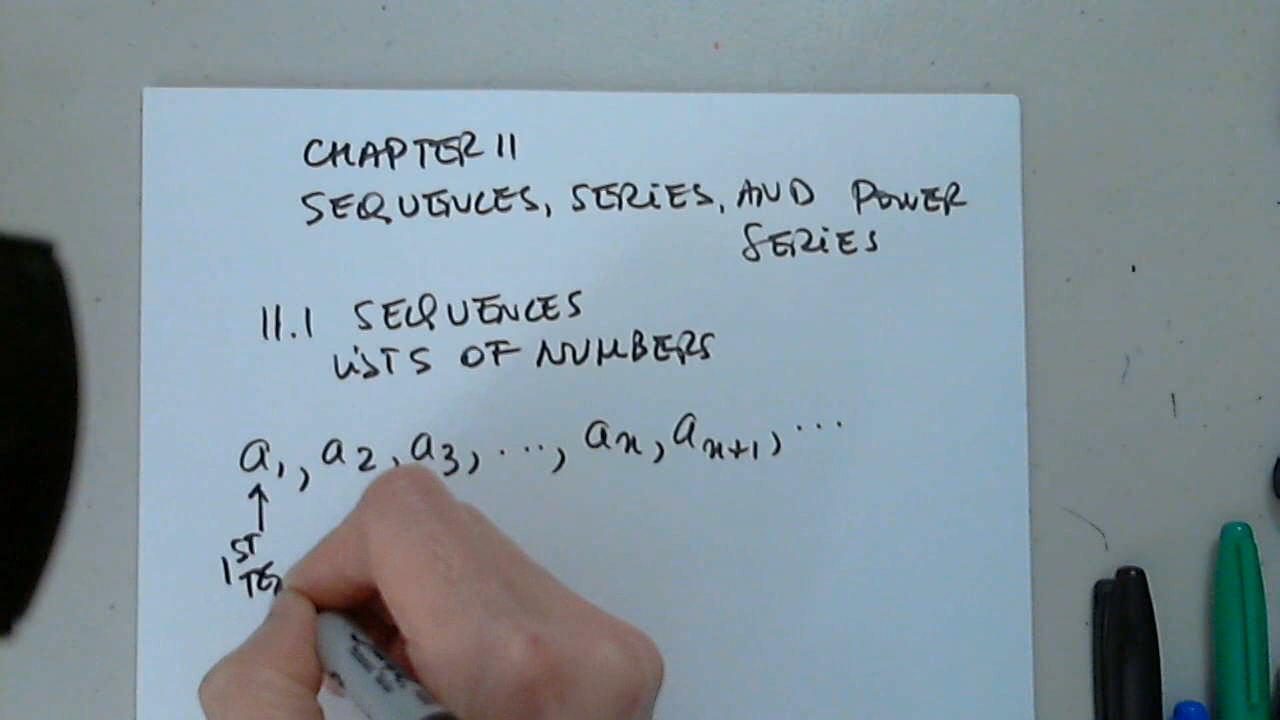 CHAPTER 11
SEQUENCES, SERIES, AND POWER
SERIES
11.1 SEQUENCES
LISTS OF NUMBERS
a₁, a₂, a₃, ..., aₙ, aₙ₊₁, ...
↑
1ST